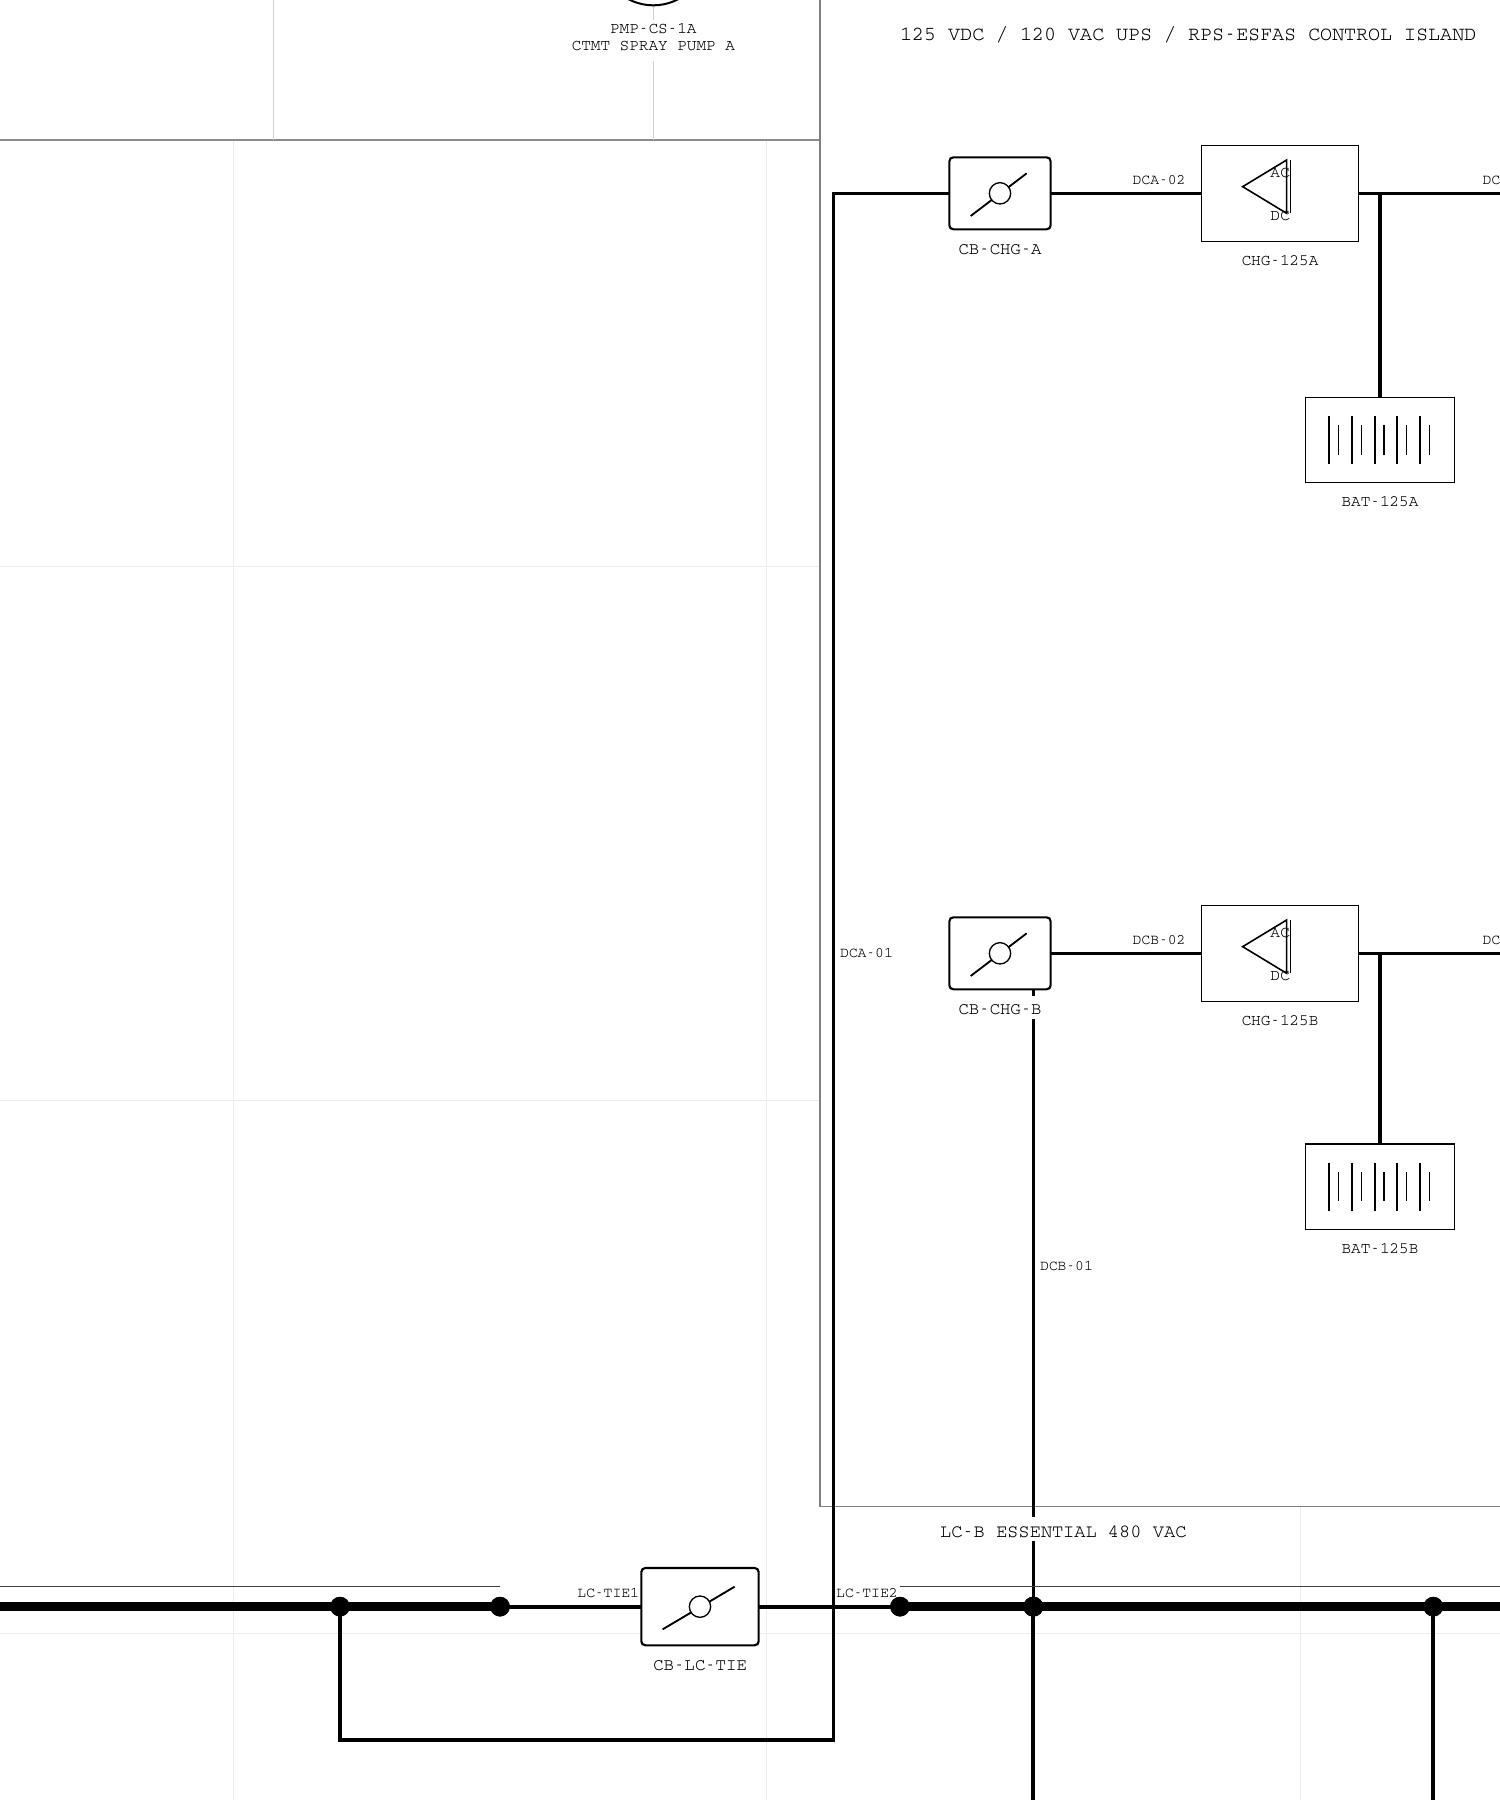 PMP-CS-1A
CTMT SPRAY PUMP A
125 VDC / 120 VAC UPS / RPS-ESFAS CONTROL ISLAND
DCA-02
AC
DC
DC
CB-CHG-A
CHG-125A
BAT-125A
DCA-01
DCB-02
AC
DC
DC
CB-CHG-B
CHG-125B
BAT-125B
DCB-01
LC-B ESSENTIAL 480 VAC
LC-TIE1
LC-TIE2
CB-LC-TIE